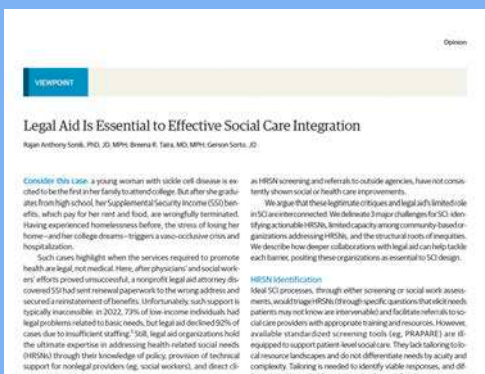 Opinion
VIEWPOINT
Legal Aid Is Essential to Effective Social Care Integration
Rajan Anthony Sonik, PhD, JD, MPH; Breena R. Taira, MD, MPH; Gerson Sorto, JD
Consider this case: a young woman with sickle cell disease is ex-
cited to be the first in her family to attend college. But after she gradu-
ates from high school, her Supplemental Security Income (SSI) ben-
efits, which pay for her rent and food, are wrongfully terminated.
Having experienced homelessness before, the stress of losing her
home—and her college dreams—triggers a vaso-occlusive crisis and
hospitalization.
Such cases highlight when the services required to promote
health are legal, not medical. Here, after physicians' and social work-
ers' efforts proved unsuccessful, a nonprofit legal aid attorney dis-
covered SSI had sent renewal paperwork to the wrong address and
secured a reinstatement of benefits. Unfortunately, such support is
typically inaccessible: in 2022, 73% of low-income individuals had
legal problems related to basic needs, but legal aid declined 92% of
cases due to insufficient staffing. Still, legal aid organizations hold
the ultimate expertise in addressing health-related social needs
(HRSNs) through their knowledge of policy, provision of technical
support for nonlegal providers (eg, social workers), and direct cli-
as HRSN screening and referrals to outside agencies, have not consis-
tently shown social or health care improvements.
We argue that these legitimate critiques and legal aid's limited role
in SCI are interconnected. We delineate 3 major challenges for SCI: iden-
tifying actionable HRSNs, limited capacity among community-based or-
ganizations addressing HRSNs, and the structural roots of inequities.
We describe how deeper collaborations with legal aid can help tackle
each barrier, positing these organizations as essential to SCI design.
HRSN Identification
Ideal SCI processes, through either screening or social work assess-
ments, would triage HRSNs (through specific questions that elicit needs
patients may not know are intervenable) and facilitate referrals to so-
cial care providers with appropriate training and resources. However,
available standardized screening tools (eg, PRAPARE) are ill-
equipped to support patient-level social care. They lack tailoring to lo-
cal resource landscapes and do not differentiate needs by acuity and
complexity. Tailoring is needed to identify viable responses, and dif-